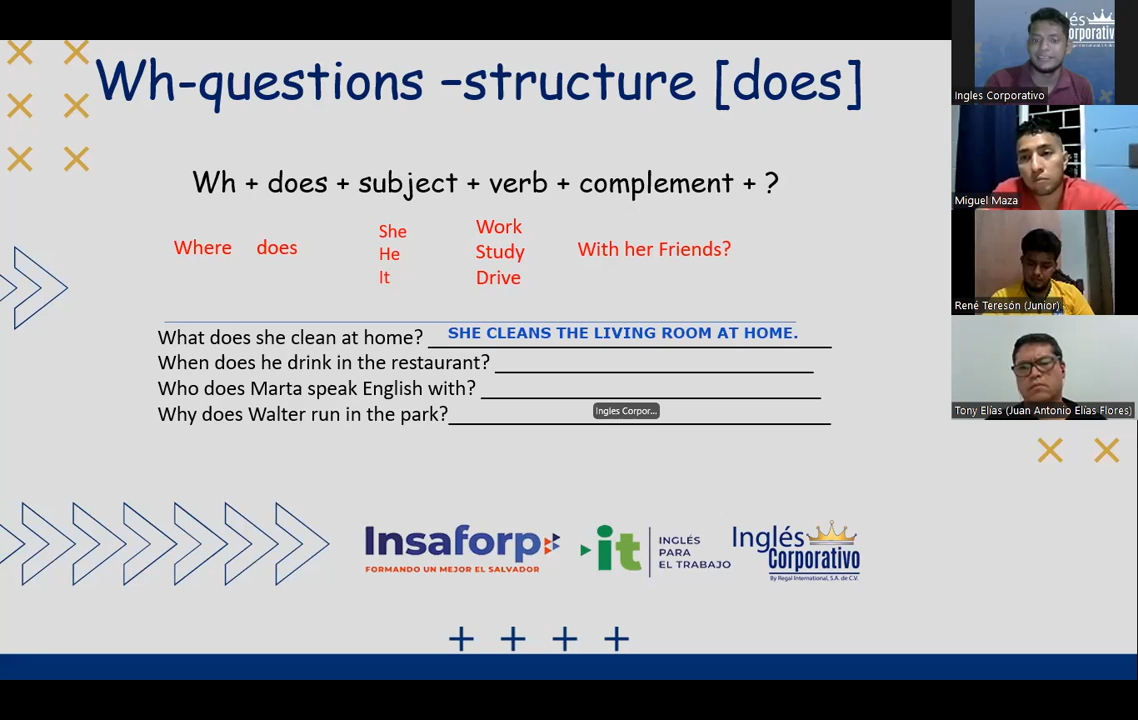 Wh-questions –structure [does]
Wh + does + subject + verb + complement + ?
Where does She He It Work Study Drive With her Friends?
What does she clean at home? SHE CLEANS THE LIVING ROOM AT HOME.
When does he drink in the restaurant?
Who does Marta speak English with?
Why does Walter run in the park?
Ingles Corpor...
Insaforp
FORMANDO UN MEJOR EL SALVADOR
it
INGLÉS
PARA
EL TRABAJO
Inglés
Corporativo
By Regal International, S.A. de C.V.
Ingles Corporativo
Miguel Maza
René Teresón (Junior)
Tony Elías (Juan Antonio Elías Flores)